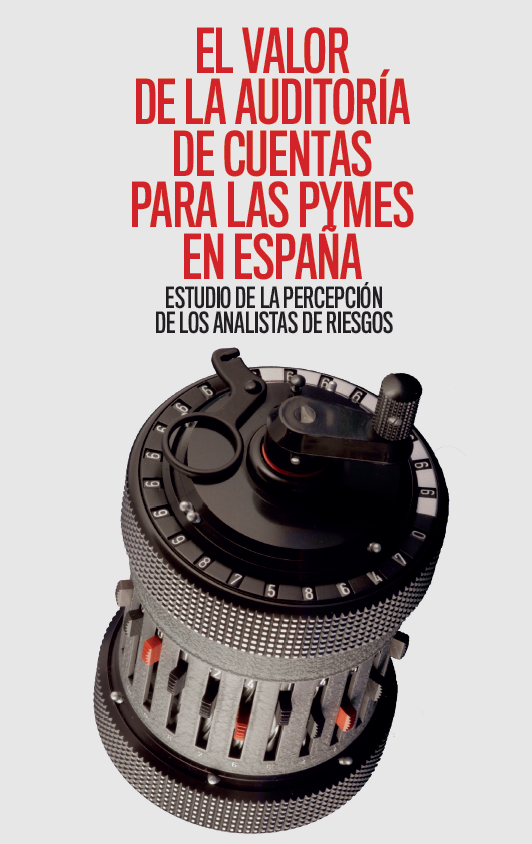 EL VALOR
DE LA AUDITORÍA
DE CUENTAS
PARA LAS PYMES
EN ESPAÑA
ESTUDIO DE LA PERCEPCIÓN
DE LOS ANALISTAS DE RIESGOS